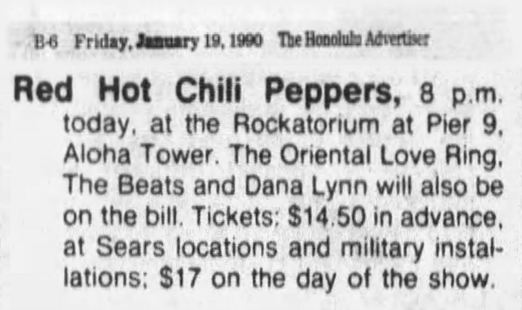 B-6 Friday, January 19, 1990 The Honolulu Advertiser
Red Hot Chili Peppers, 8 p.m.
today, at the Rockatorium at Pier 9,
Aloha Tower. The Oriental Love Ring,
The Beats and Dana Lynn will also be
on the bill. Tickets: $14.50 in advance,
at Sears locations and military instal-
lations; $17 on the day of the show.